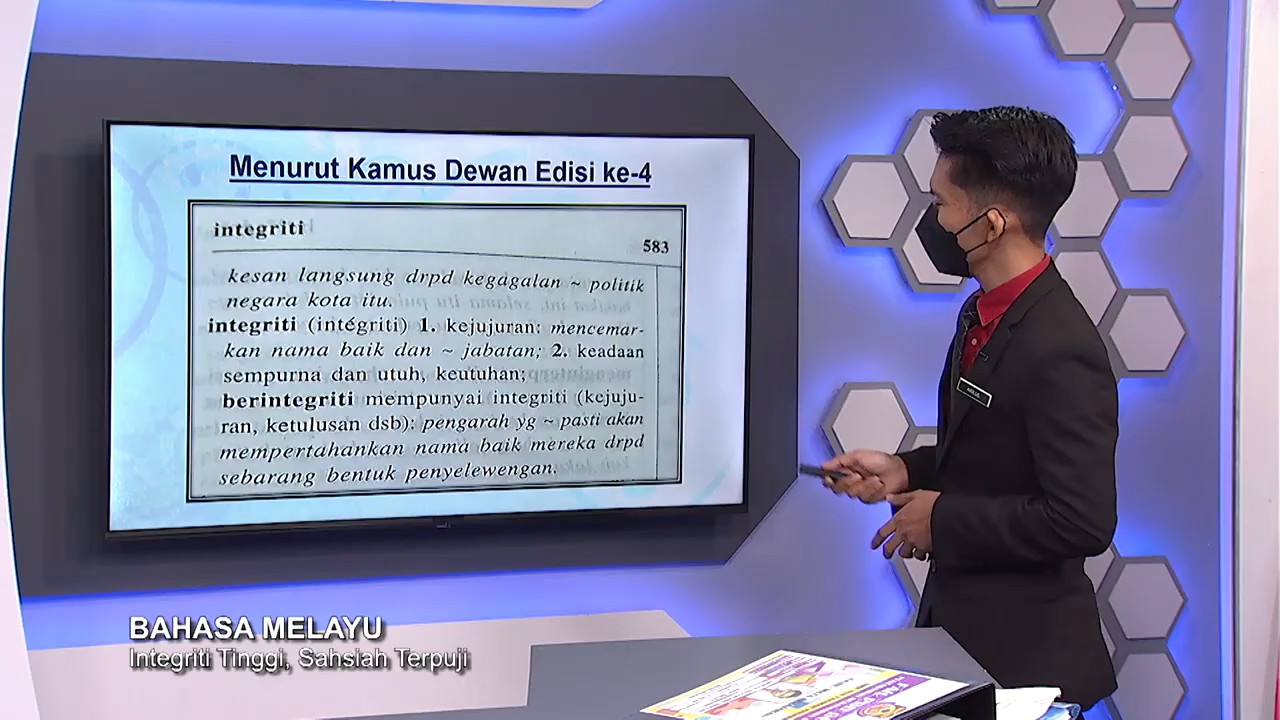 Menurut Kamus Dewan Edisi ke-4
integriti
583
kesan langsung drpd kegagalan ~ politik
negara kota itu.
integriti (intégriti) 1. kejujuran: mencemar-
kan nama baik dan ~ jabatan; 2. keadaan
sempurna dan utuh, keutuhan;
berintegriti mempunyai integriti (kejuju-
ran, ketulusan dsb): pengarah yg ~ pasti akan
mempertahankan nama baik mereka drpd
sebarang bentuk penyelewengan.
BAHASA MELAYU
Integriti Tinggi, Sahsiah Terpuji